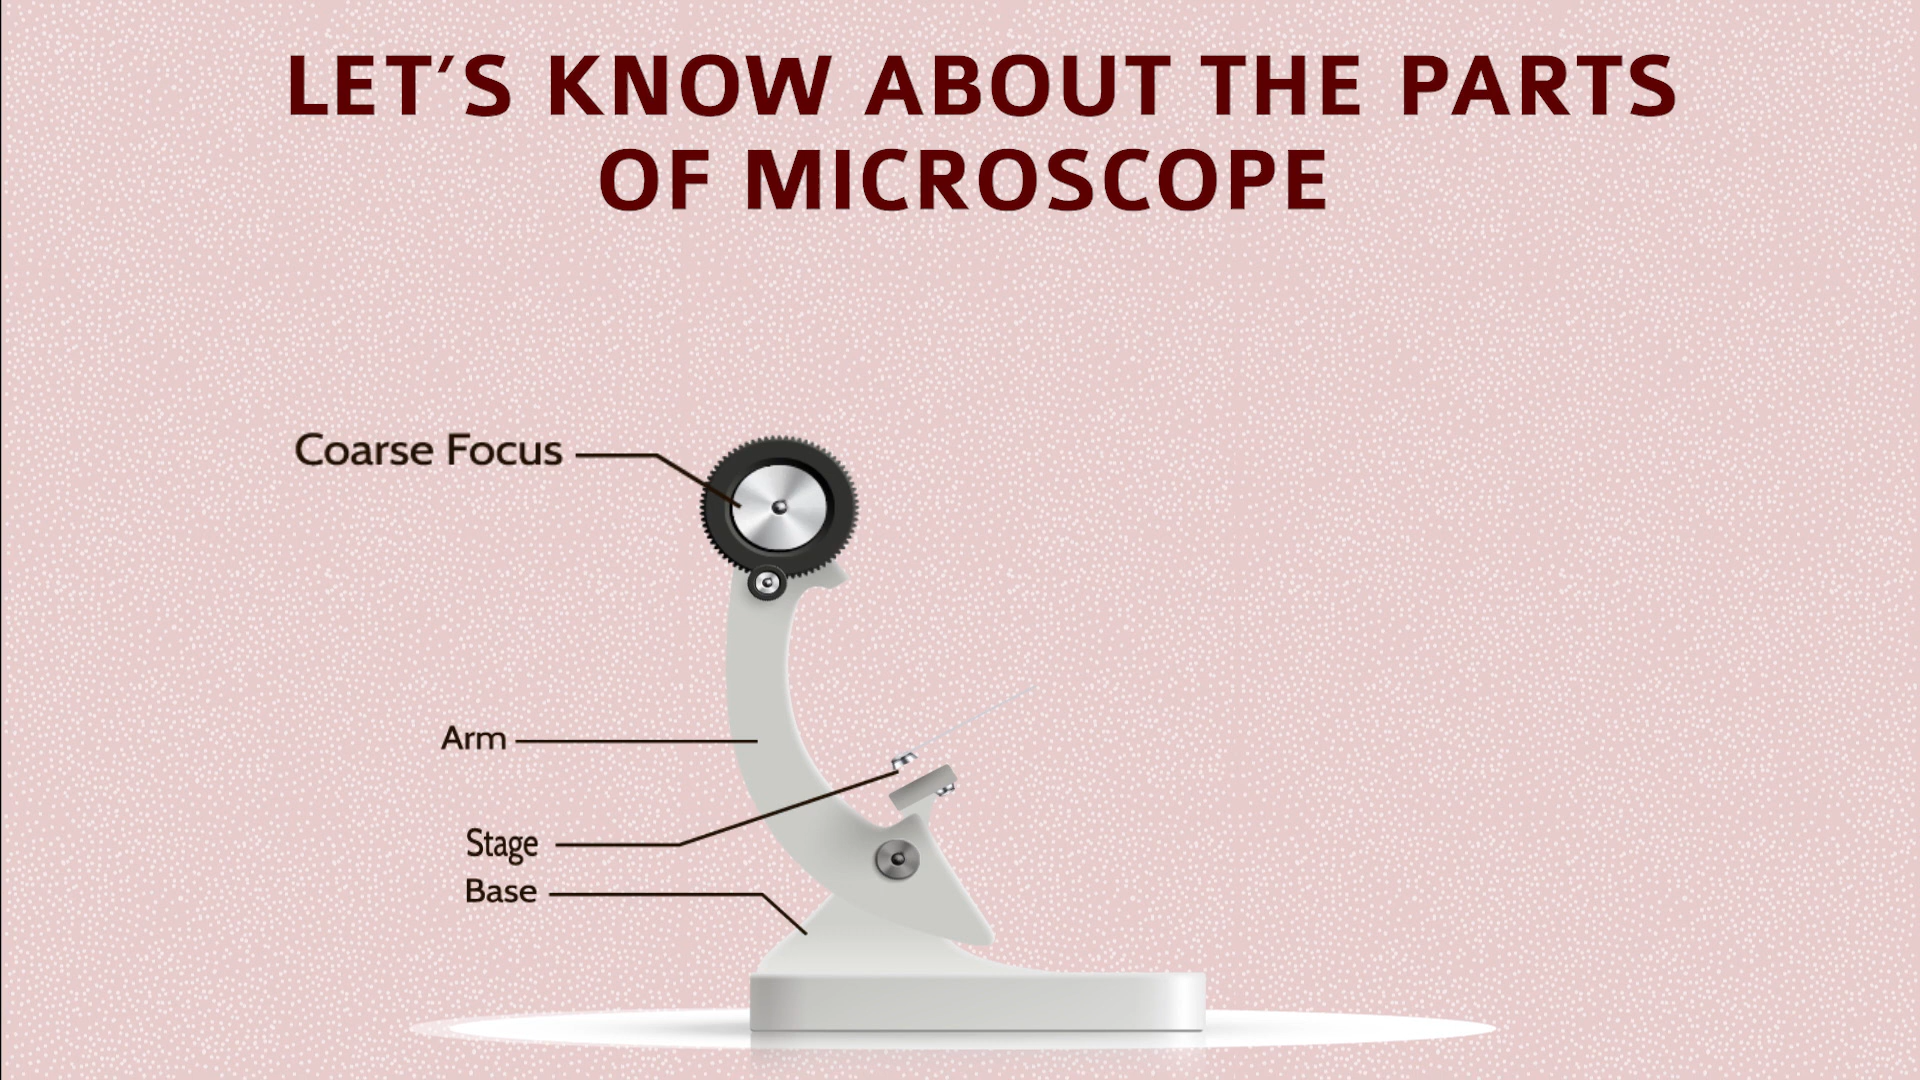 LET'S KNOW ABOUT THE PARTS
OF MICROSCOPE
Coarse Focus
Arm
Stage
Base